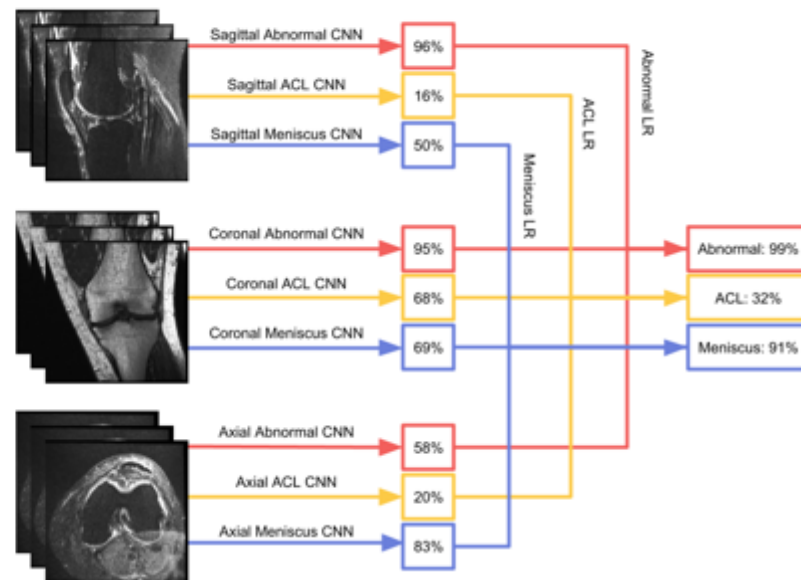 Sagittal Abnormal CNN
96%
Sagittal ACL CNN
16%
Sagittal Meniscus CNN
50%
Abnormal LR
ACL LR
Meniscus LR
Coronal Abnormal CNN
95%
Abnormal: 99%
Coronal ACL CNN
68%
ACL: 32%
Coronal Meniscus CNN
69%
Meniscus: 91%
Axial Abnormal CNN
58%
Axial ACL CNN
20%
Axial Meniscus CNN
83%